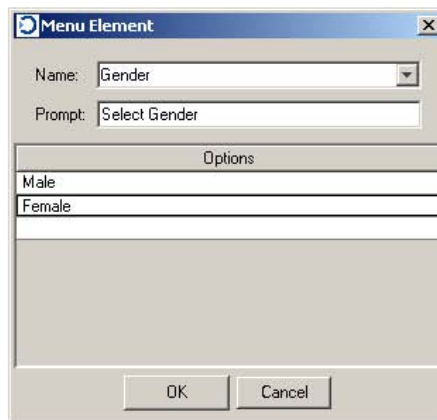 Menu Element
Name: Gender
Prompt: Select Gender
Options
Male
Female
OK Cancel